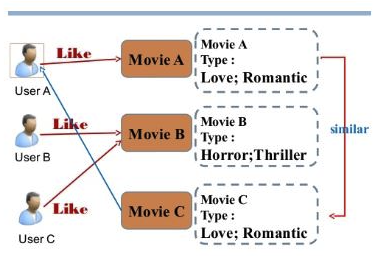 Like
Movie A
Movie A
Type :
Love; Romantic
User A
Like
Movie B
Movie B
Type :
Horror;Thriller
similar
User B
Like
Movie C
Movie C
Type :
Love; Romantic
User C